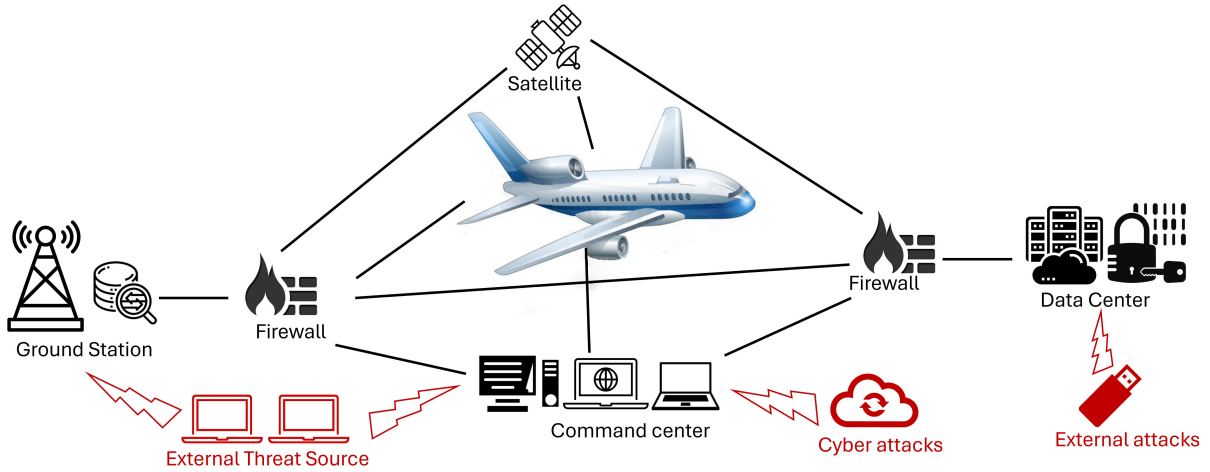 Satellite
Firewall
Data Center
Firewall
Ground Station
Command center
Cyber attacks
External attacks
External Threat Source